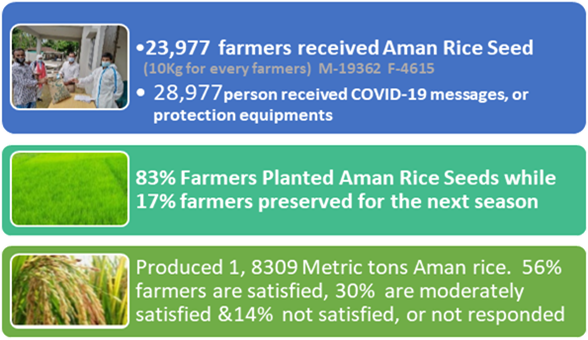 •23,977 farmers received Aman Rice Seed
(10Kg for every farmers) M-19362 F-4615
• 28,977person received COVID-19 messages, or
protection equipments
83% Farmers Planted Aman Rice Seeds while
17% farmers preserved for the next season
Produced 1, 8309 Metric tons Aman rice. 56%
farmers are satisfied, 30% are moderately
satisfied &14% not satisfied, or not responded